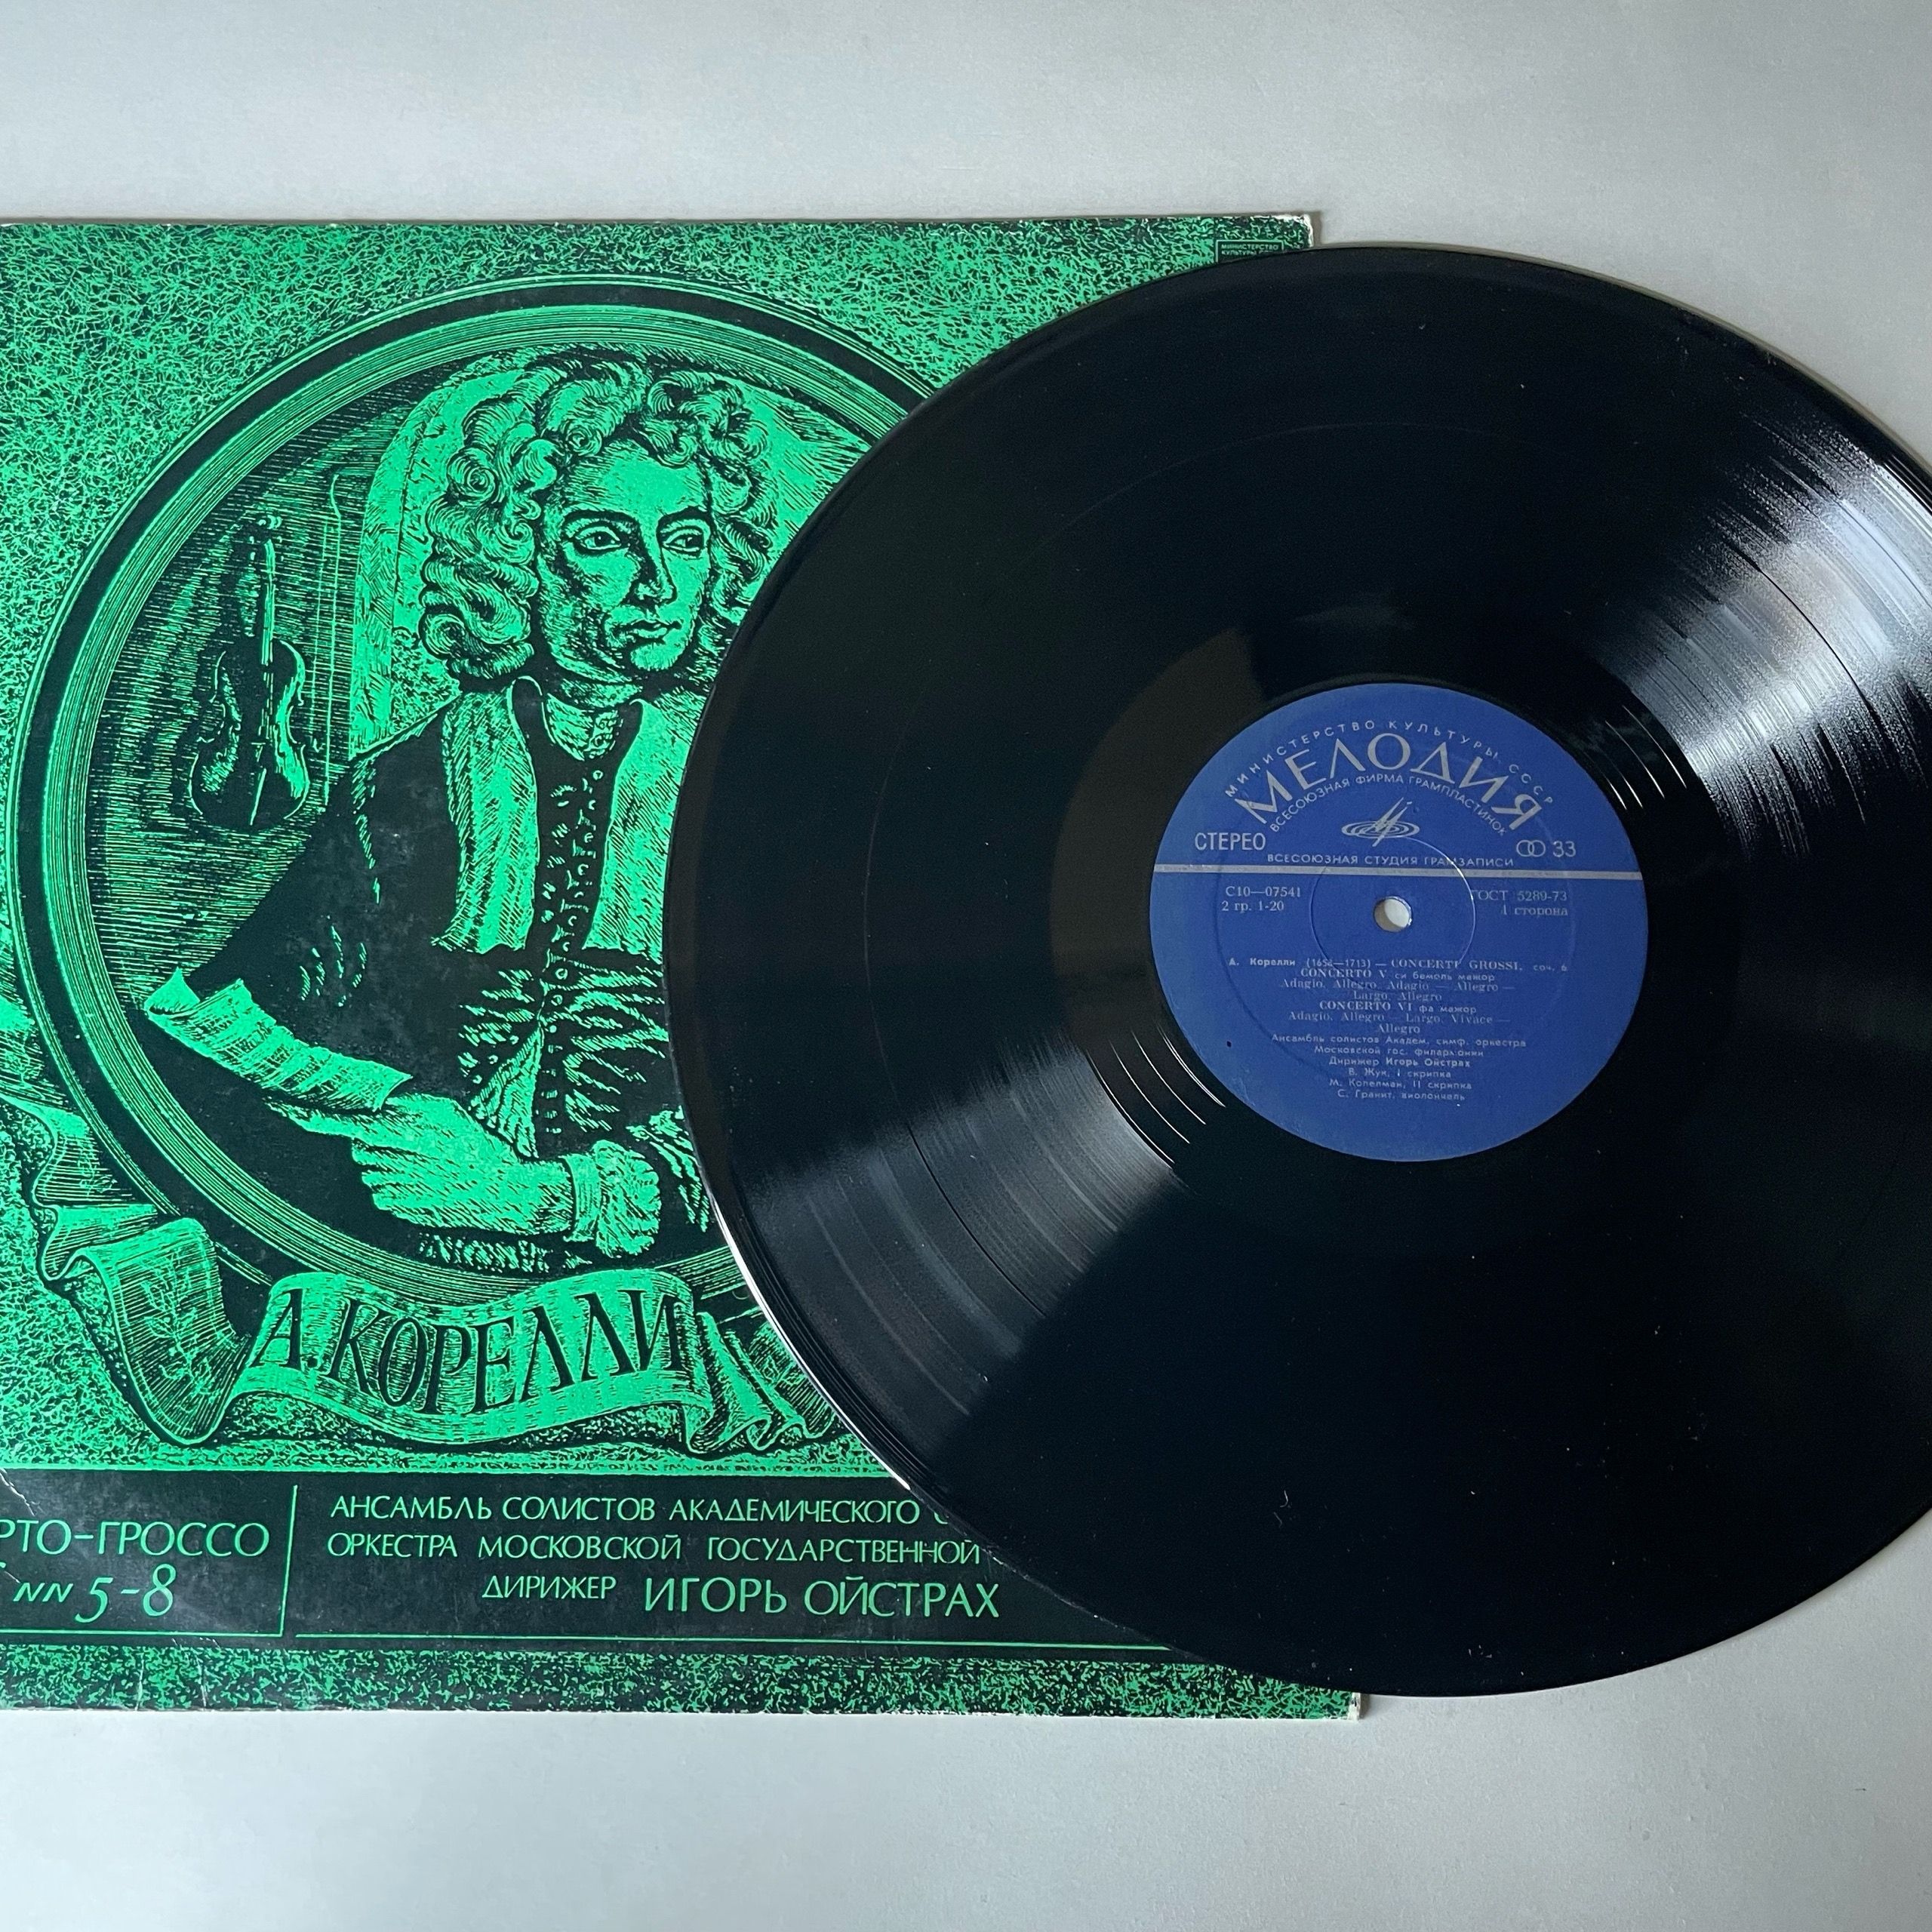 МИНИСТЕРСТВО
КУЛЬТУРЫ
А. КОРЕЛЛИ
РТО-ГРОССО
NN 5-8
АНСАМБЛЬ СОЛИСТОВ АКАДЕМИЧЕСКОГО
ОРКЕСТРА МОСКОВСКОЙ ГОСУДАРСТВЕННОЙ
ДИРИЖЕР ИГОРЬ ОЙСТРАХ
МИНИСТЕРСТВО КУЛЬТУРЫ СССР
МЕЛОДИЯ
ВСЕСОЮЗНАЯ ФИРМА ГРАМПЛАСТИНОК
СТЕРЕО 33
ВСЕСОЮЗНАЯ СТУДИЯ ГРАМЗАПИСИ
С10—07541 ГОСТ 5289-73
2 гр. 1-20 1 сторона
А. Корелли (1653—1713) — CONCERTI GROSSI, соч. 6
CONCERTO V си бемоль мажор
Adagio, Allegro, Adagio — Allegro —
Largo, Allegro
CONCERTO VI фа мажор
Adagio, Allegro — Largo, Vivace —
Allegro
Ансамбль солистов Академ. симф. оркестра
Московской гос. филармонии
Дирижер Игорь Ойстрах
В. Жук, I скрипка
М. Копелман, II скрипка
С. Гранит, виолончель